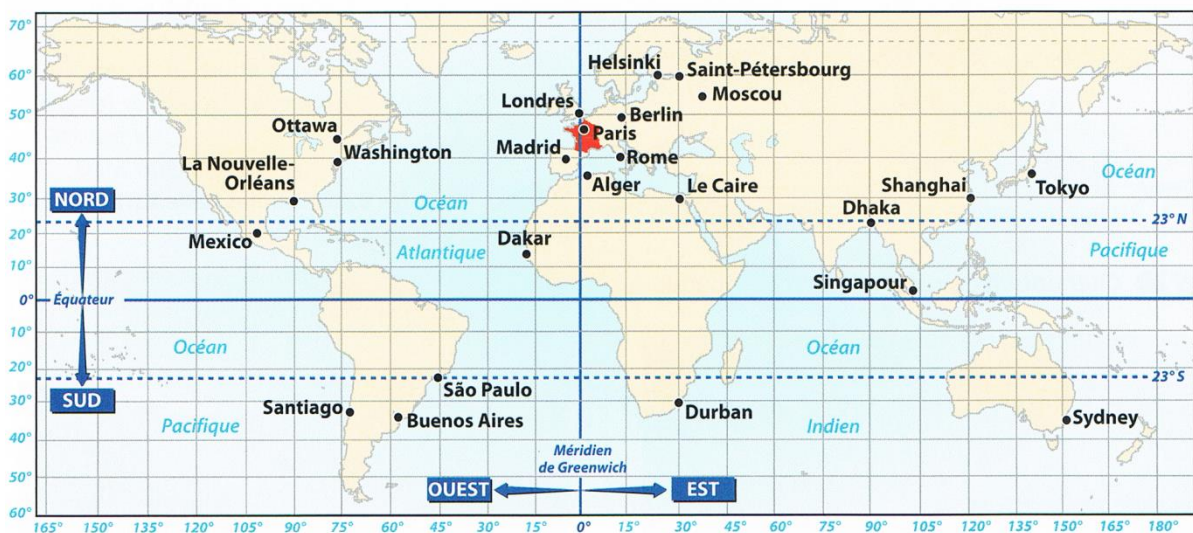 70°
60°
50°
40°
30°
20°
10°
0°
10°
20°
30°
40°
50°
60°
Helsinki
Saint-Pétersbourg
Moscou
Londres
Berlin
Ottawa
Paris
Washington
Madrid
Rome
La Nouvelle-
Orléans
Alger
Le Caire
Shanghai
Tokyo
Océan
Pacifique
NORD
Océan
Atlantique
Dhaka
23° N
Mexico
Dakar
Singapour
Équateur
Océan
Pacifique
Océan
Indien
SUD
São Paulo
23° S
Santiago
Buenos Aires
Durban
Sydney
Méridien
de Greenwich
OUEST
EST
165° 150° 135° 120° 105° 90° 75° 60° 45° 30° 15° 0° 15° 30° 45° 60° 75° 90° 105° 120° 135° 150° 165° 180°